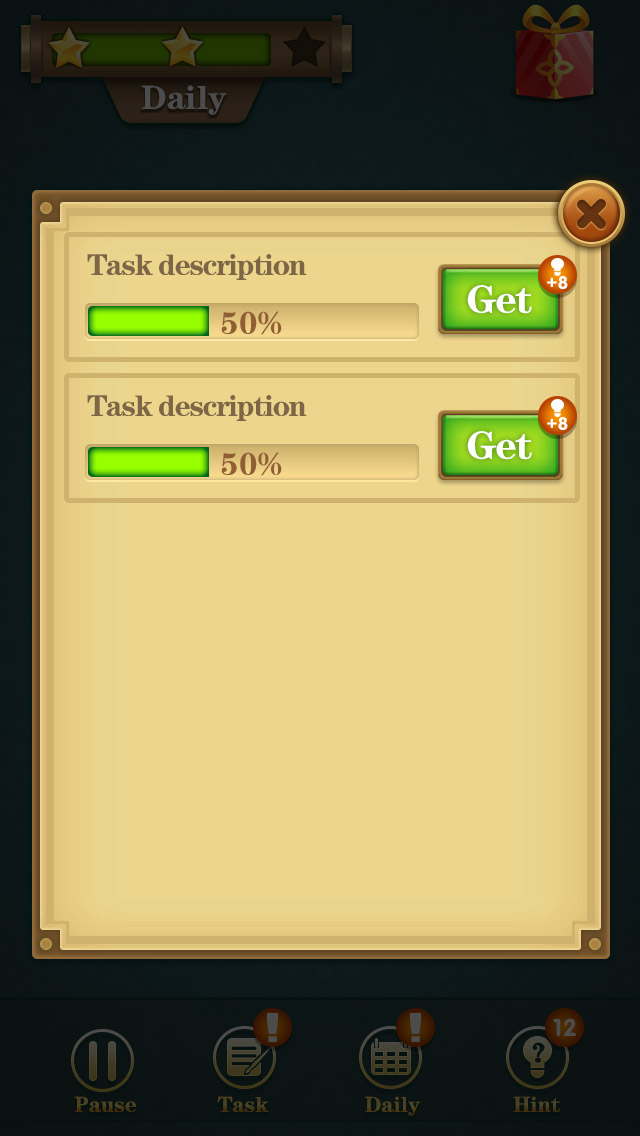 Daily
Task description
50%
Get
+8
Task description
50%
Get
+8
!
!
12
Pause
Task
Daily
Hint